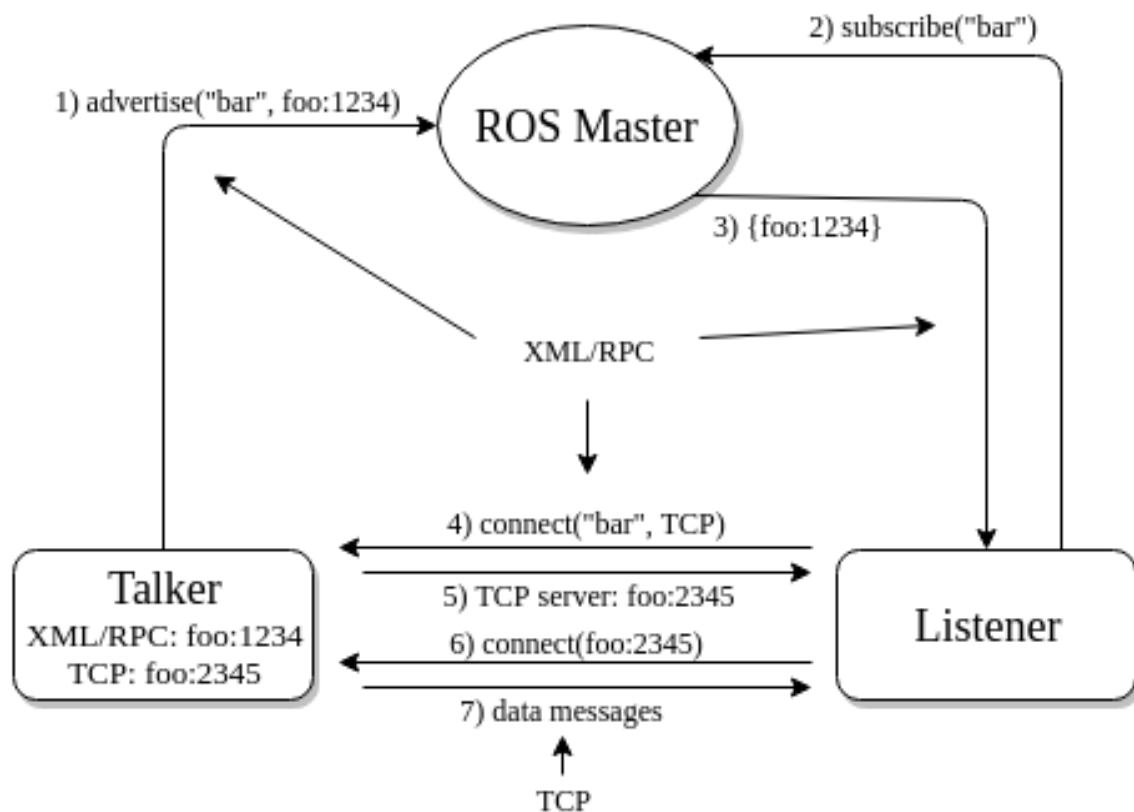 2) subscribe("bar")
1) advertise("bar", foo:1234)
ROS Master
3) {foo:1234}
XML/RPC
4) connect("bar", TCP)
Talker
XML/RPC: foo:1234
TCP: foo:2345
5) TCP server: foo:2345
6) connect(foo:2345)
Listener
7) data messages
TCP